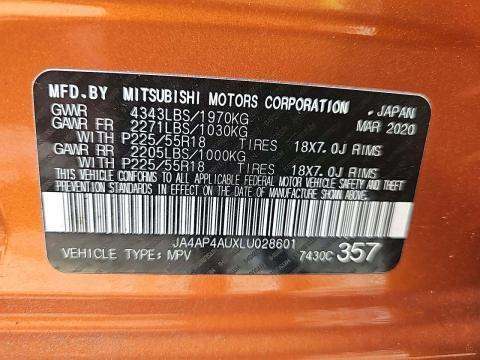 MFD.BY MITSUBISHI MOTORS CORPORATION ,JAPAN
GVWR 4343LBS/1970KG MAR 2020
GAWR FR 2271LBS/1030KG
P225/55R18 TIRES 18X7.0J RIMS
GAWR RR 2205LBS/1000KG
P225/55R18 TIRES 18X7.0J RIMS
THIS VEHICLE CONFORMS TO ALL APPLICABLE FEDERAL MOTOR VEHICLE SAFETY AND THEFT
PREVENTION STANDARDS IN EFFECT ON THE DATE OF MANUFACTURE SHOWN ABOVE.
JA4AP4AUXLU028601
VEHICLE TYPE: MPV 7430C 357